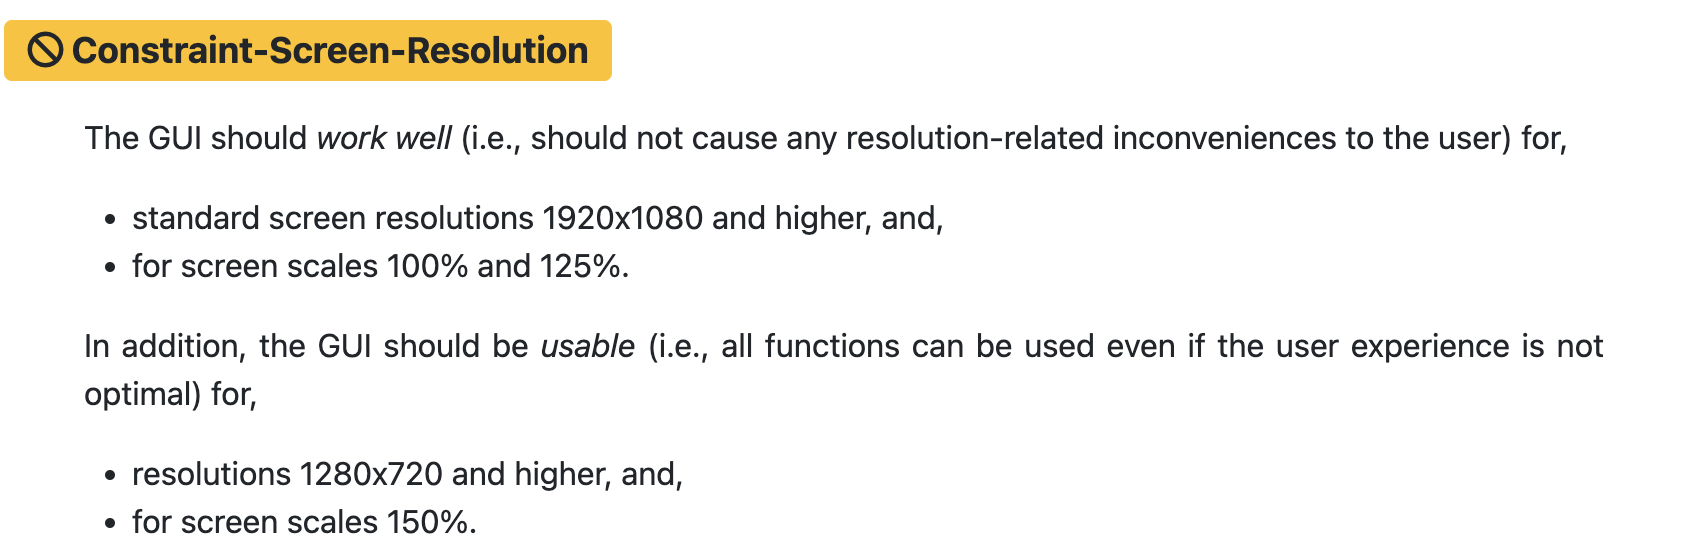 Constraint-Screen-Resolution
The GUI should work well (i.e., should not cause any resolution-related inconveniences to the user) for,
• standard screen resolutions 1920x1080 and higher, and,
• for screen scales 100% and 125%.
In addition, the GUI should be usable (i.e., all functions can be used even if the user experience is not
optimal) for,
• resolutions 1280x720 and higher, and,
• for screen scales 150%.